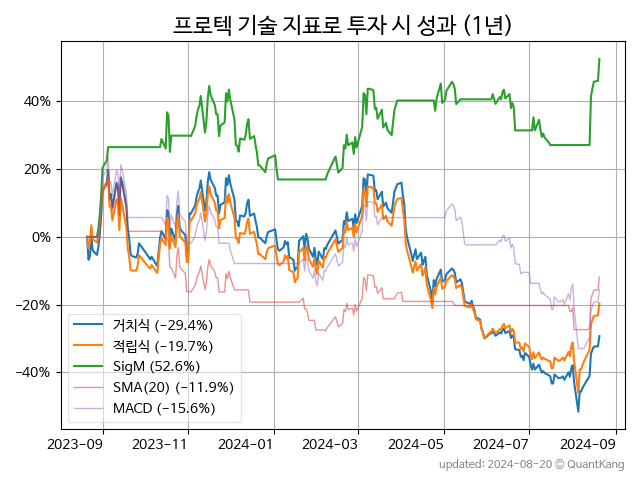 프로텍 기술 지표로 투자 시 성과 (1년)
40%
20%
0%
−20%
−40%
거치식 (−29.4%)
적립식 (−19.7%)
SigM (52.6%)
SMA(20) (−11.9%)
MACD (−15.6%)
2023−09 2023−11 2024−01 2024−03 2024−05 2024−07 2024−09
updated: 2024-08-20 © QuantKang